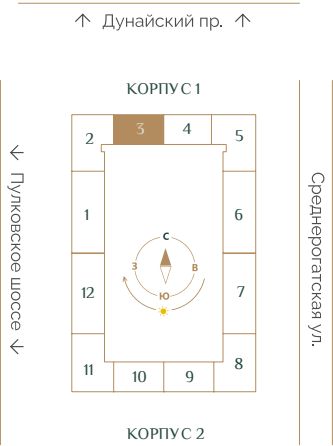 Дунайский пр.
КОРПУС 1
2
3
4
5
Пулковское шоссе
Среднерогатская ул.
1
6
С
З
В
Ю
12
7
11
10
9
8
КОРПУС 2